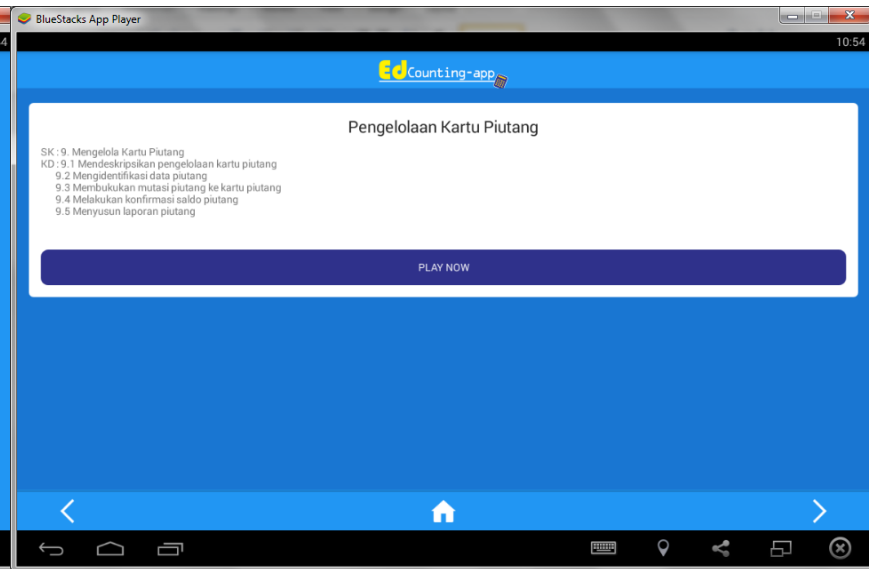 BlueStacks App Player
4
10:54
Ed Counting-app
Pengelolaan Kartu Piutang
SK : 9. Mengelola Kartu Piutang
KD : 9.1 Mendeskripsikan pengelolaan kartu piutang
9.2 Mengidentifikasi data piutang
9.3 Membukukan mutasi piutang ke kartu piutang
9.4 Melakukan konfirmasi saldo piutang
9.5 Menyusun laporan piutang
PLAY NOW